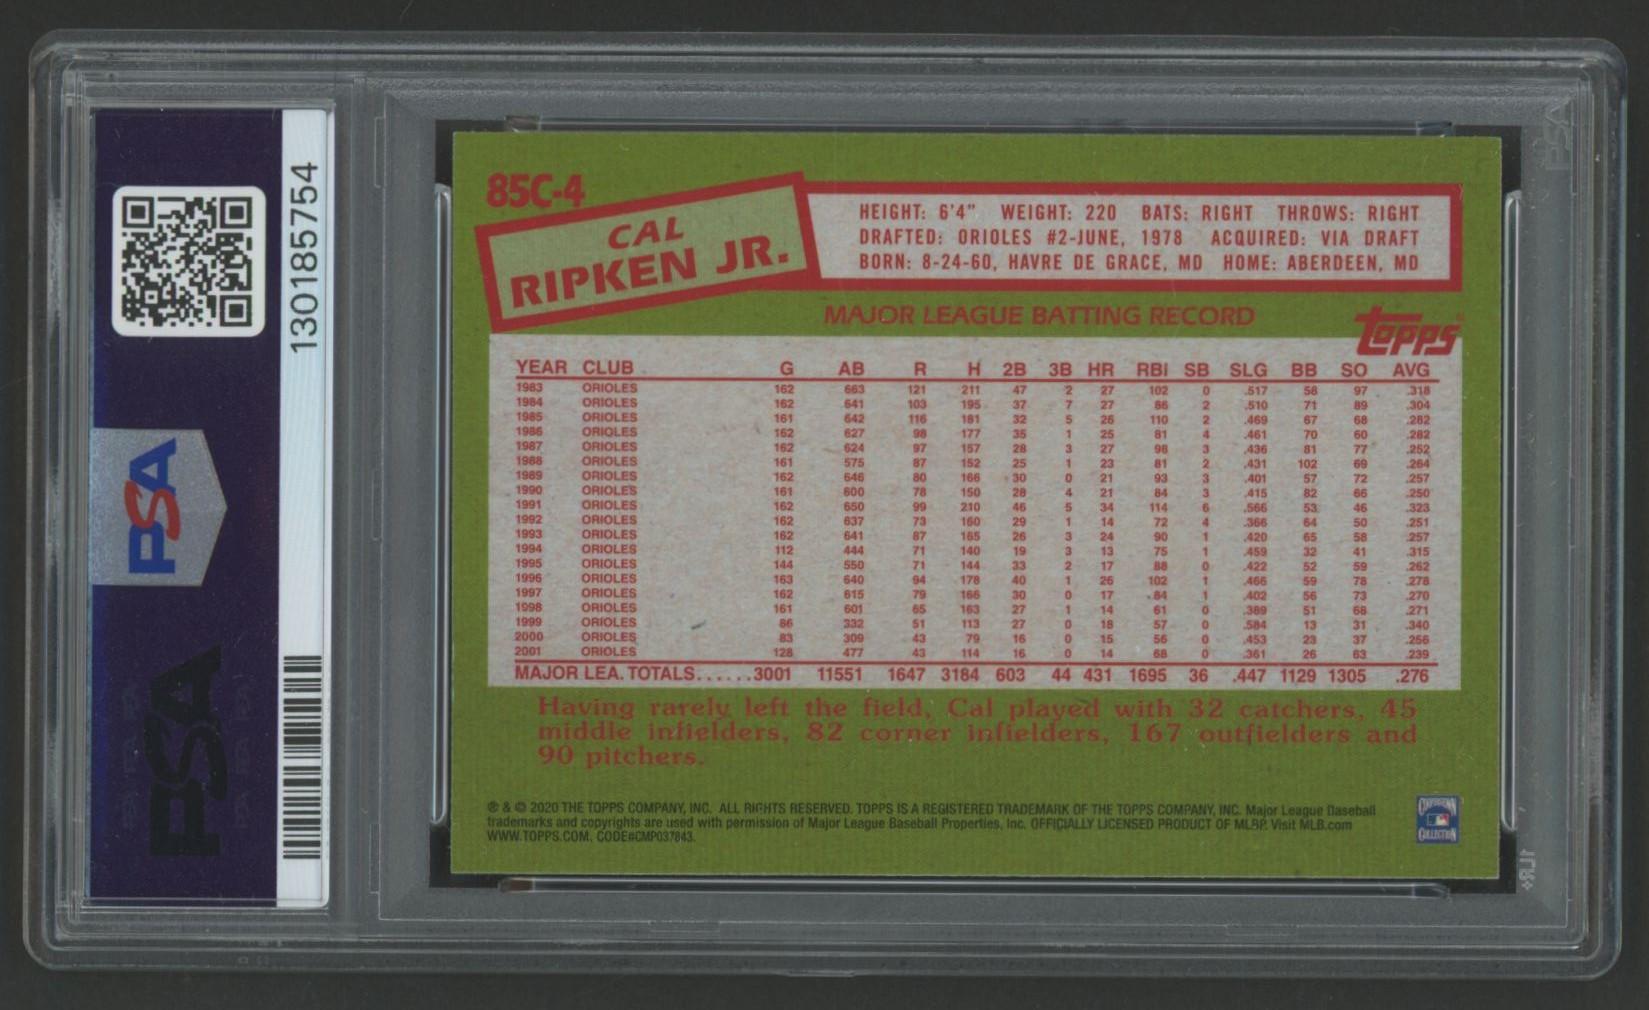 130185754
PSA
PSA
85C-4
CAL
RIPKEN JR.
HEIGHT: 6'4" WEIGHT: 220 BATS: RIGHT THROWS: RIGHT
DRAFTED: ORIOLES #2-JUNE, 1978 ACQUIRED: VIA DRAFT
BORN: 8-24-60, HAVRE DE GRACE, MD HOME: ABERDEEN, MD
MAJOR LEAGUE BATTING RECORD
Topps
YEAR CLUB G AB R H 2B 3B HR RBI SB SLG BB SO AVG
1983 ORIOLES 162 663 121 211 47 2 27 102 0 .517 58 97 .318
1984 ORIOLES 162 641 103 195 37 7 27 86 2 .510 71 89 .304
1985 ORIOLES 161 642 116 181 32 5 26 110 2 .469 67 68 .282
1986 ORIOLES 162 627 98 177 35 1 25 81 4 .461 70 60 .282
1987 ORIOLES 162 624 97 157 28 3 27 98 3 .436 81 77 .252
1988 ORIOLES 161 575 87 152 25 1 23 81 2 .431 102 69 .264
1989 ORIOLES 162 646 80 166 30 0 21 93 3 .401 57 72 .257
1990 ORIOLES 161 600 78 150 28 4 21 84 3 .415 82 66 .250
1991 ORIOLES 162 650 99 210 46 5 34 114 6 .566 53 46 .323
1992 ORIOLES 162 637 73 160 29 1 14 72 4 .366 64 50 .251
1993 ORIOLES 162 641 87 165 26 3 24 90 1 .420 65 58 .257
1994 ORIOLES 112 444 71 140 19 3 13 75 1 .459 32 41 .315
1995 ORIOLES 144 550 71 144 33 2 17 88 0 .422 52 59 .262
1996 ORIOLES 163 640 94 178 40 1 26 102 1 .466 59 78 .278
1997 ORIOLES 162 615 79 166 30 0 17 84 1 .402 56 73 .270
1998 ORIOLES 161 601 65 163 27 1 14 61 0 .389 51 68 .271
1999 ORIOLES 86 332 51 113 27 0 18 57 0 .584 13 31 .340
2000 ORIOLES 83 309 43 79 16 0 15 56 0 .453 23 37 .256
2001 ORIOLES 128 477 43 114 16 0 14 68 0 .361 26 63 .239
MAJOR LEA. TOTALS......3001 11551 1647 3184 603 44 431 1695 36 .447 1129 1305 .276
Having rarely left the field, Cal played with 32 catchers, 45
middle infielders, 82 corner infielders, 167 outfielders and
90 pitchers.
® & © 2020 THE TOPPS COMPANY, INC. ALL RIGHTS RESERVED. TOPPS IS A REGISTERED TRADEMARK OF THE TOPPS COMPANY, INC. Major League Baseball
trademarks and copyrights are used with permission of Major League Baseball Properties, Inc. OFFICIALLY LICENSED PRODUCT OF MLBP. Visit MLB.com
WWW.TOPPS.COM. CODE#CMP037843.
COOPERSTOWN
COLLECTION
PSA